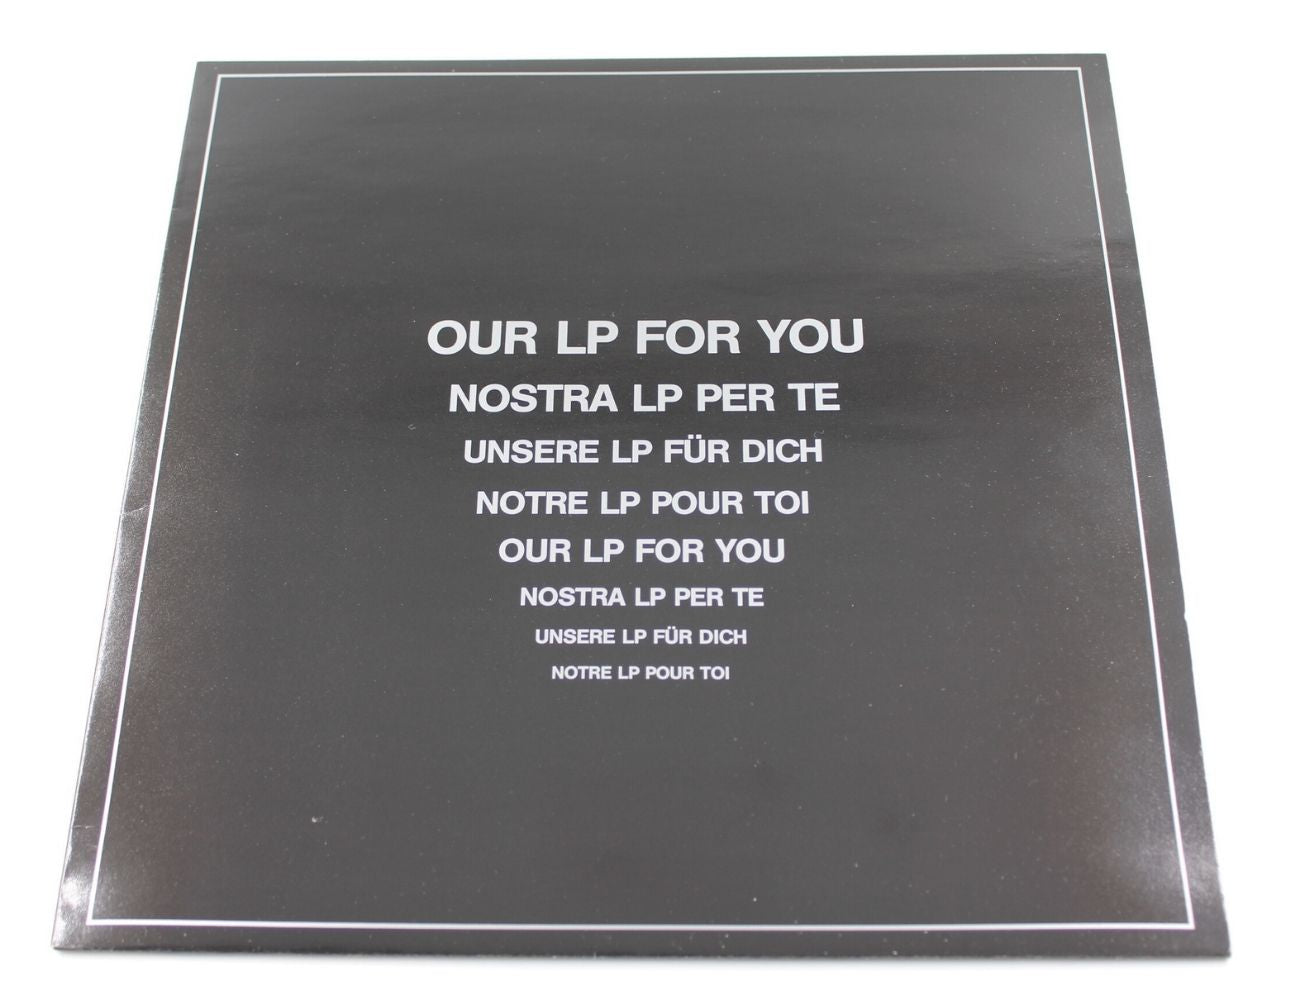 OUR LP FOR YOU
NOSTRA LP PER TE
UNSERE LP FÜR DICH
NOTRE LP POUR TOI
OUR LP FOR YOU
NOSTRA LP PER TE
UNSERE LP FÜR DICH
NOTRE LP POUR TOI